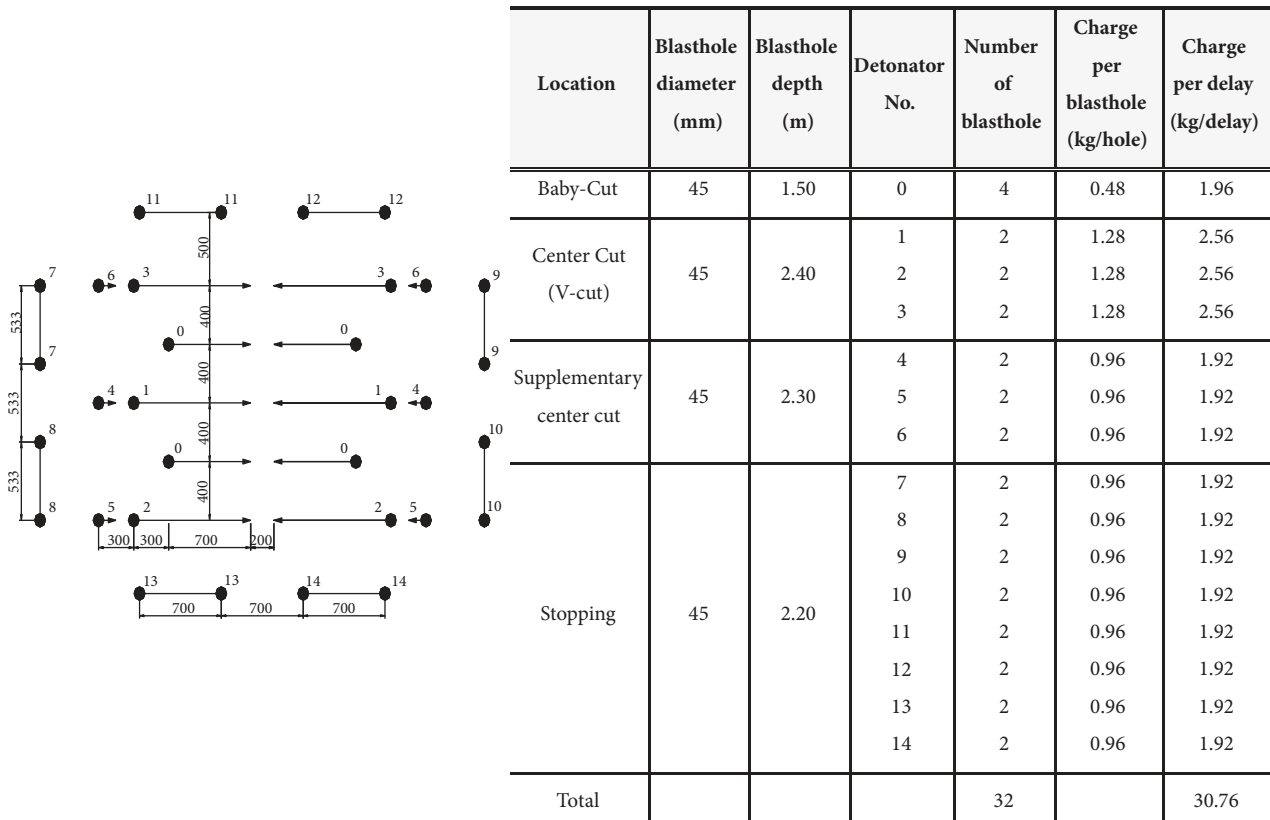 11 11 12 12
500
7 6 3 3 6 9
533 400
0 0
7 9
533 400
4 1 1 4
400
8 10
0 0
533 400
8 5 2 2 5 10
300 300 700 200
13 13 14 14
700 700 700
Location Blasthole diameter (mm) Blasthole depth (m) Detonator No. Number of blasthole Charge per blasthole (kg/hole) Charge per delay (kg/delay)
Baby-Cut 45 1.50 0 4 0.48 1.96
Center Cut (V-cut) 45 2.40 1 2 1.28 2.56
2 2 1.28 2.56
3 2 1.28 2.56
Supplementary center cut 45 2.30 4 2 0.96 1.92
5 2 0.96 1.92
6 2 0.96 1.92
Stopping 45 2.20 7 2 0.96 1.92
8 2 0.96 1.92
9 2 0.96 1.92
10 2 0.96 1.92
11 2 0.96 1.92
12 2 0.96 1.92
13 2 0.96 1.92
14 2 0.96 1.92
Total 32 30.76